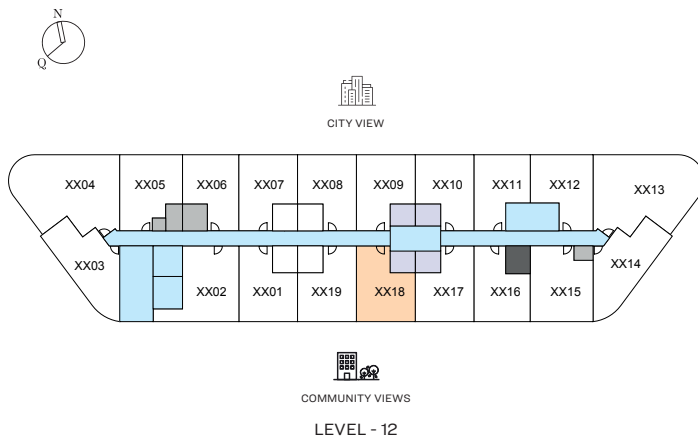 N
Q
CITY VIEW
XX04 XX05 XX06 XX07 XX08 XX09 XX10 XX11 XX12 XX13
XX03 XX14
XX02 XX01 XX19 XX18 XX17 XX16 XX15
COMMUNITY VIEWS
LEVEL - 12